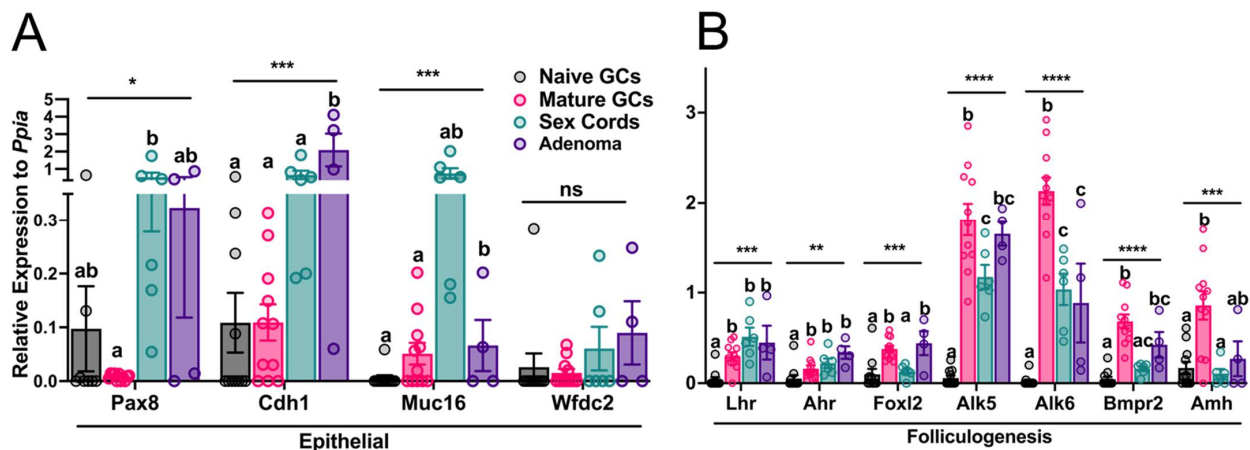 A
Relative Expression to Ppia
5
4
3
2
1
0.3
0.2
0.1
0.0
*
***
***
ns
ab
a
b
ab
a
a
a
b
a
a
ab
b
Naive GCs
Mature GCs
Sex Cords
Adenoma
Pax8 Cdh1 Muc16 Wfdc2
Epithelial
B
3
2
1
0
***
**
***
****
****
****
***
a
b
b
b
a
b
b
b
a
b
a
b
a
b
c
bc
a
b
c
c
a
b
ac
bc
a
b
a
ab
Lhr Ahr Foxl2 Alk5 Alk6 Bmpr2 Amh
Folliculogenesis